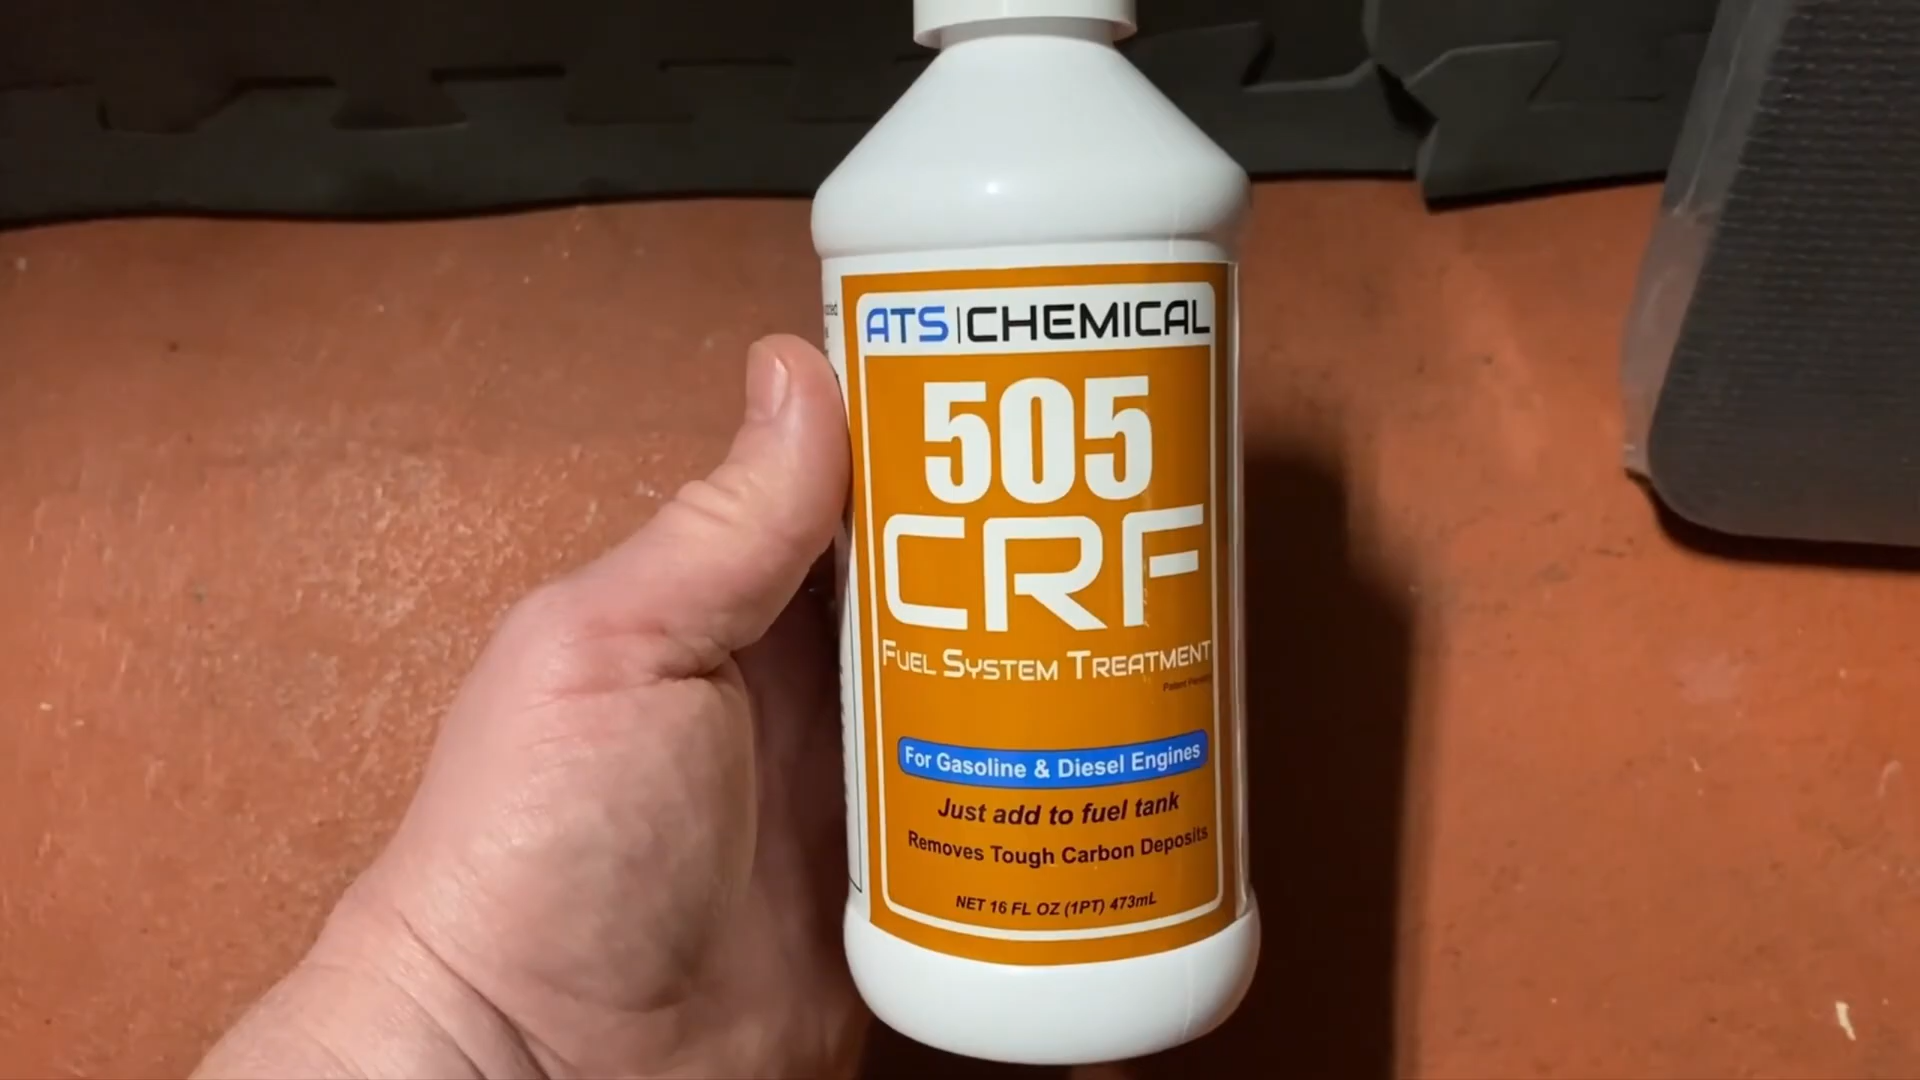 ATS|CHEMICAL
505
CRF
FUEL SYSTEM TREATMENT
Patent
For Gasoline & Diesel Engines
Just add to fuel tank
Removes Tough Carbon Deposits
NET 16 FL OZ (1PT) 473mL